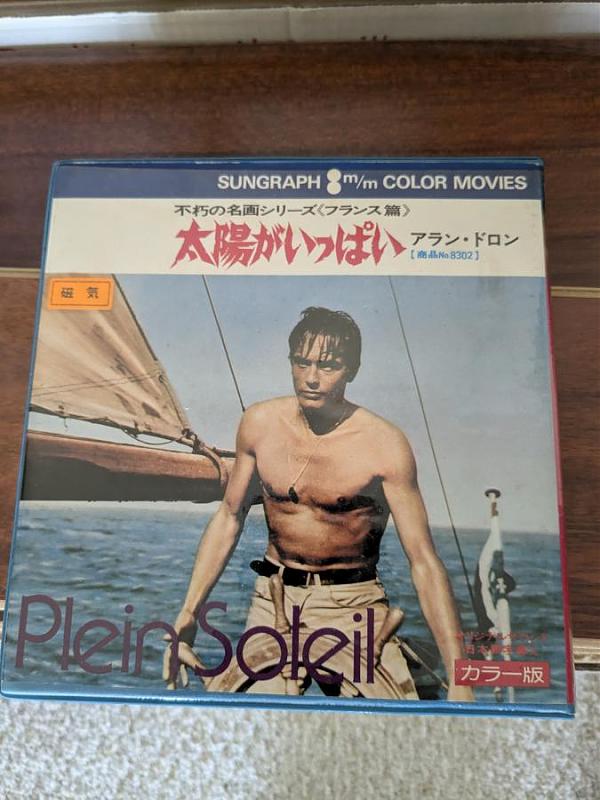 SUNGRAPH 8m/m COLOR MOVIES
不朽の名画シリーズ《フランス篇》
太陽がいっぱい アラン・ドロン
【商品No.8302】
磁気
Plein Soleil
カラー版